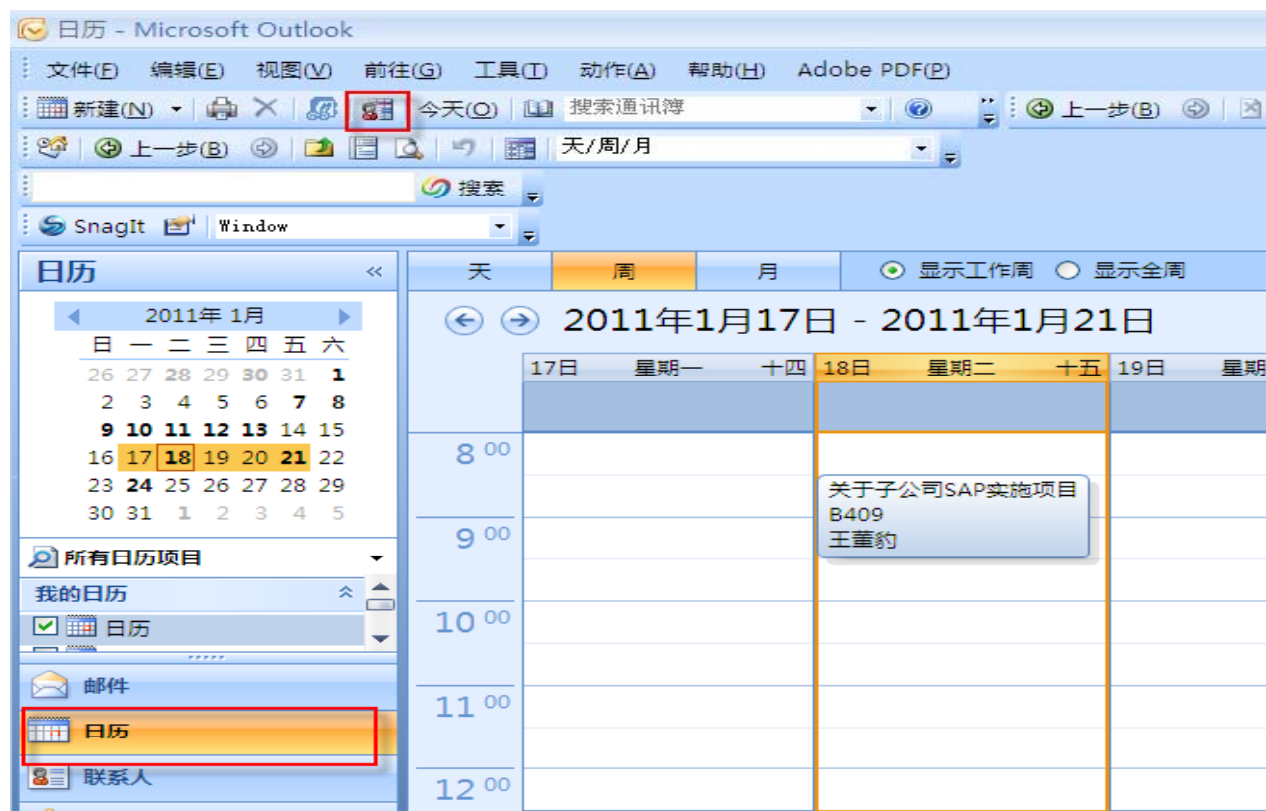 日历 - Microsoft Outlook
文件(F) 编辑(E) 视图(V) 前往(G) 工具(T) 动作(A) 帮助(H) Adobe PDF(P)
新建(N) 今天(O) 搜索通讯簿 上一步(B)
上一步(B) 天/周/月
搜索
SnagIt Window
日历 «
天 周 月 显示工作周 显示全周
2011年 1月
2011年1月17日 - 2011年1月21日
日 一 二 三 四 五 六
26 27 28 29 30 31 1
2 3 4 5 6 7 8
9 10 11 12 13 14 15
16 17 18 19 20 21 22
23 24 25 26 27 28 29
30 31 1 2 3 4 5
17日 星期一 十四 18日 星期二 十五 19日 星期
8 00
关于子公司SAP实施项目
B409
王董豹
9 00
10 00
11 00
12 00
所有日历项目
我的日历
日历
邮件
日历
联系人